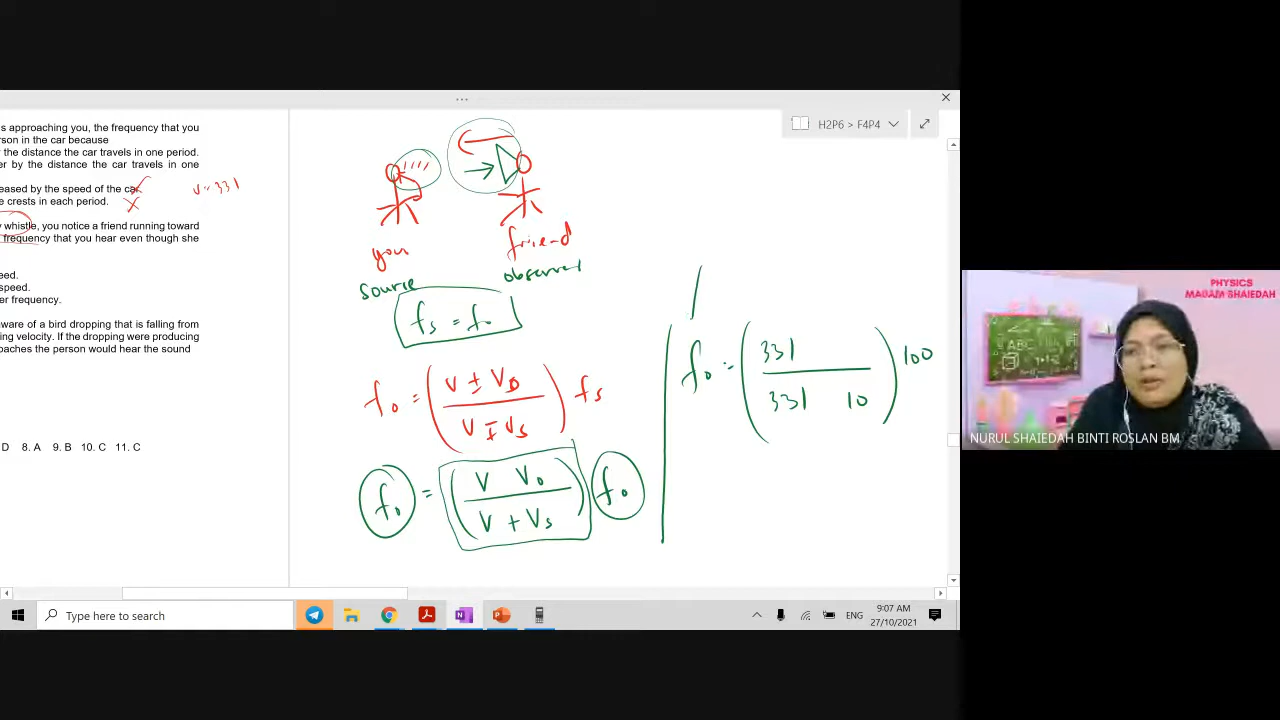 H2P6 > F4P4
s approaching you, the frequency that you
erson in the car because
y the distance the car travels in one period.
er by the distance the car travels in one
eased by the speed of the car.
e crests in each period.
v = 331
y whistle, you notice a friend running toward
frequency that you hear even though she
eed.
speed.
er frequency.
ware of a bird dropping that is falling from
ing velocity. If the dropping were producing
oaches the person would hear the sound
D 8. A 9. B 10. C 11. C
you
source
friend
observer
fs = fo
fo = (V ± Vo / V ∓ Vs) fs
fo = (V Vo / V + Vs) fo
fo = (331 / 331 10) 100
PHYSICS
MADAM SHAIEDAH
ABC
NURUL SHAIEDAH BINTI ROSLAN BM
Type here to search
ENG
9:07 AM
27/10/2021